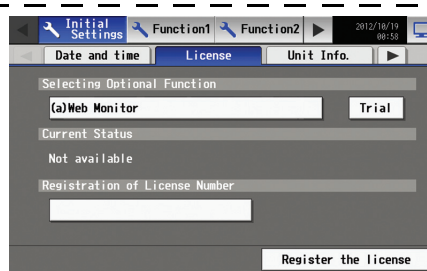 Initial Settings
Function1
Function2
2012/10/19
00:58
Date and time
License
Unit Info.
Selecting Optional Function
(a)Web Monitor
Trial
Current Status
Not available
Registration of License Number
Register the license